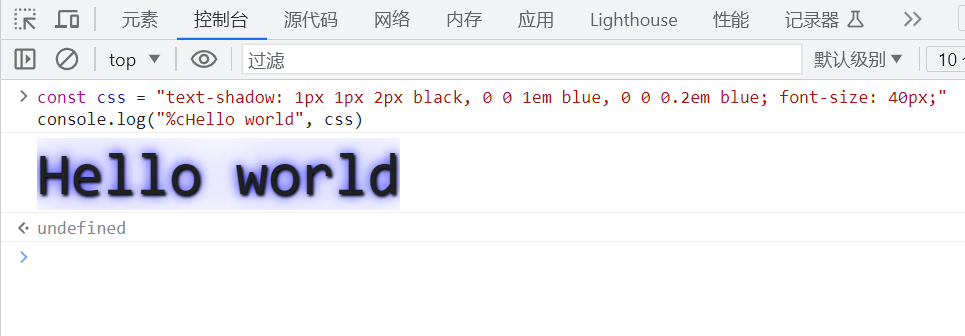 元素 控制台 源代码 网络 内存 应用 Lighthouse 性能 记录器
top 过滤 默认级别 10
const css = "text-shadow: 1px 1px 2px black, 0 0 1em blue, 0 0 0.2em blue; font-size: 40px;"
console.log("%cHello world", css)
Hello world
undefined